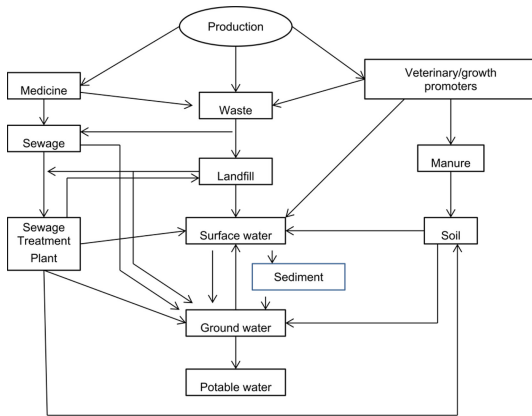 Production
Medicine
Waste
Veterinary/growth
promoters
Sewage
Landfill
Manure
Sewage
Treatment
Plant
Surface water
Soil
Sediment
Ground water
Potable water